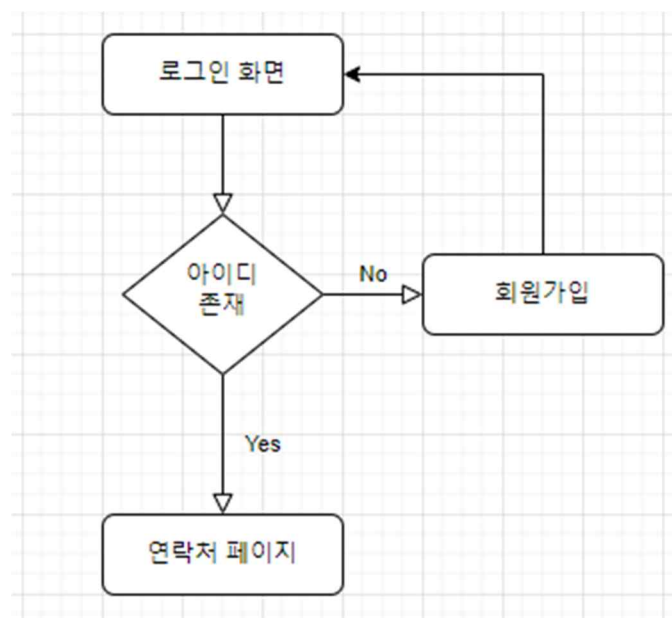 로그인 화면
아이디
존재
No
회원가입
Yes
연락처 페이지